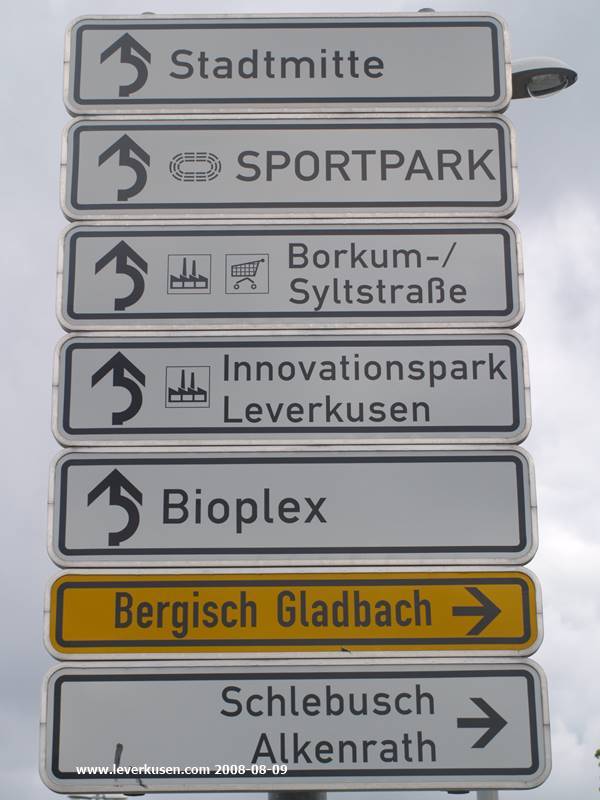 Stadtmitte
SPORTPARK
Borkum-/
Syltstraße
Innovationspark
Leverkusen
Bioplex
Bergisch Gladbach
Schlebusch
Alkenrath
www.leverkusen.com 2008-08-09